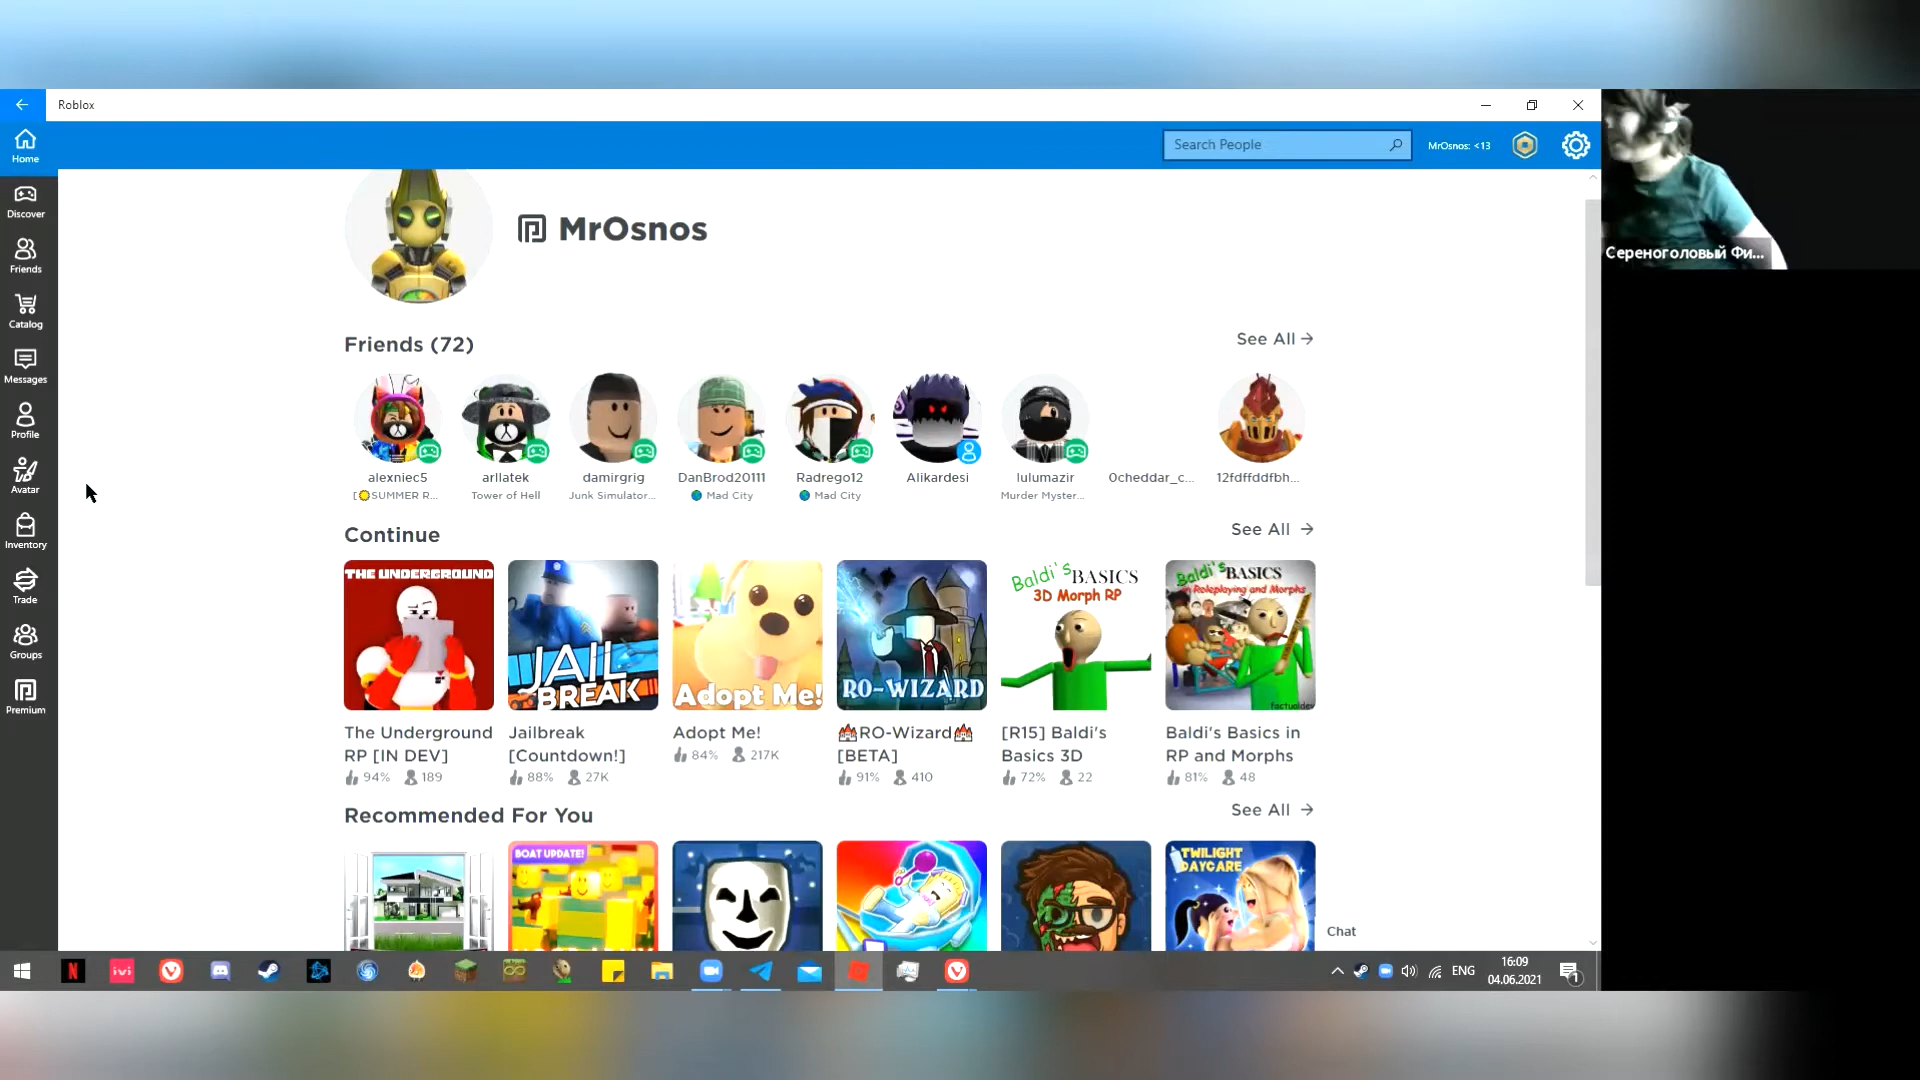 Roblox
Home
Search People
MrOsnos: <13
Сереноголовый Фи...
Discover
Friends
Catalog
Messages
Profile
Avatar
Inventory
Trade
Groups
Premium
MrOsnos
Friends (72)
See All
alexniec5
arllatek
damirgrig
DanBrod20111
Radrego12
Alikardesi
lulumazir
0cheddar_c...
12fdffddfbh...
[SUMMER R...
Tower of Hell
Junk Simulator...
Mad City
Mad City
Murder Myster...
Continue
See All
THE UNDERGROUND
JAIL
BREAK
Adopt Me!
RO-WIZARD
Baldi's BASICS
3D Morph RP
Baldi's BASICS
in Roleplaying and Morphs
factualdev
The Underground
RP [IN DEV]
94% 189
Jailbreak
[Countdown!]
88% 27K
Adopt Me!
84% 217K
RO-Wizard
[BETA]
91% 410
[R15] Baldi's
Basics 3D
72% 22
Baldi's Basics in
RP and Morphs
81% 48
Recommended For You
See All
BOAT UPDATE!
TWILIGHT
DAYCARE
Chat
ivi
ENG
16:09
04.06.2021
1